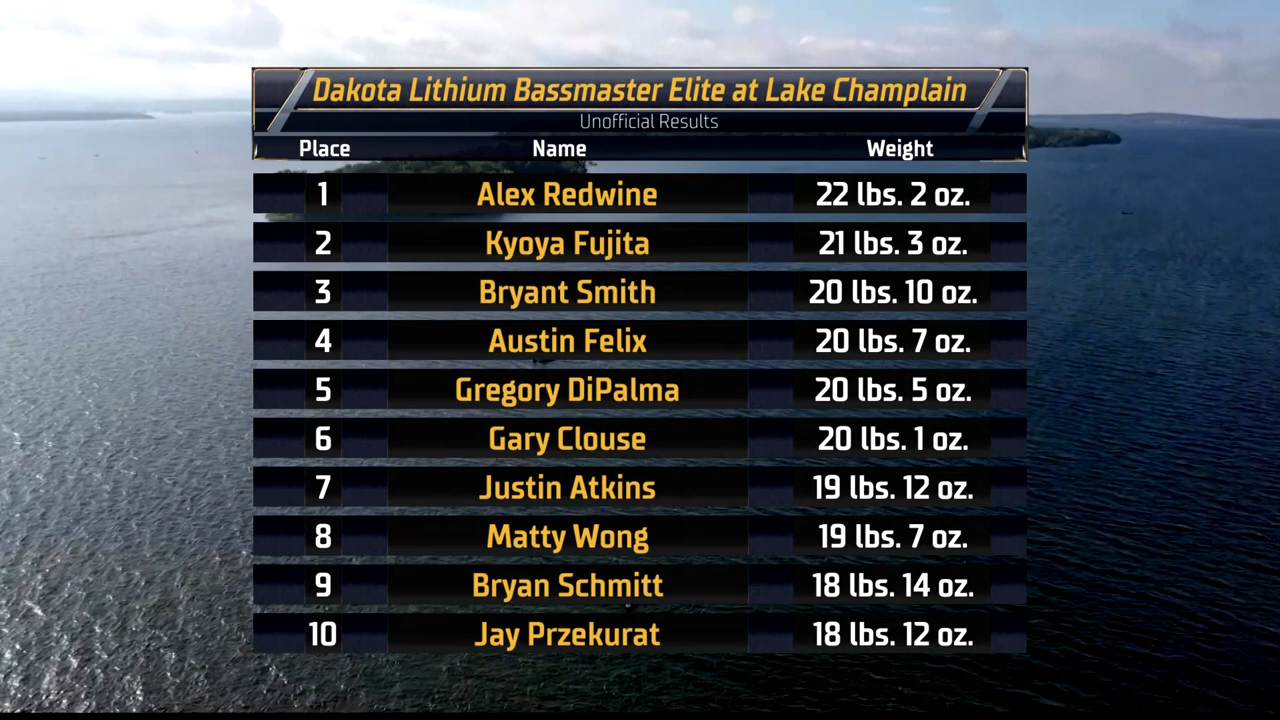 Dakota Lithium Bassmaster Elite at Lake Champlain
Unofficial Results
Place Name Weight
1 Alex Redwine 22 lbs. 2 oz.
2 Kyoya Fujita 21 lbs. 3 oz.
3 Bryant Smith 20 lbs. 10 oz.
4 Austin Felix 20 lbs. 7 oz.
5 Gregory DiPalma 20 lbs. 5 oz.
6 Gary Clouse 20 lbs. 1 oz.
7 Justin Atkins 19 lbs. 12 oz.
8 Matty Wong 19 lbs. 7 oz.
9 Bryan Schmitt 18 lbs. 14 oz.
10 Jay Przekurat 18 lbs. 12 oz.